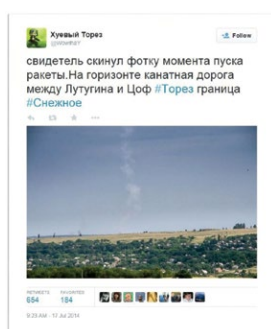 Хуевый Торез
Follow
свидетель скинул фотку момента пуска
ракеты.На горизонте канатная дорога
между Лутугина и Цоф #Торез граница
#Снежное
RETWEETS
FAVORITES
684
184
9:23 AM - 17 Jul 2014